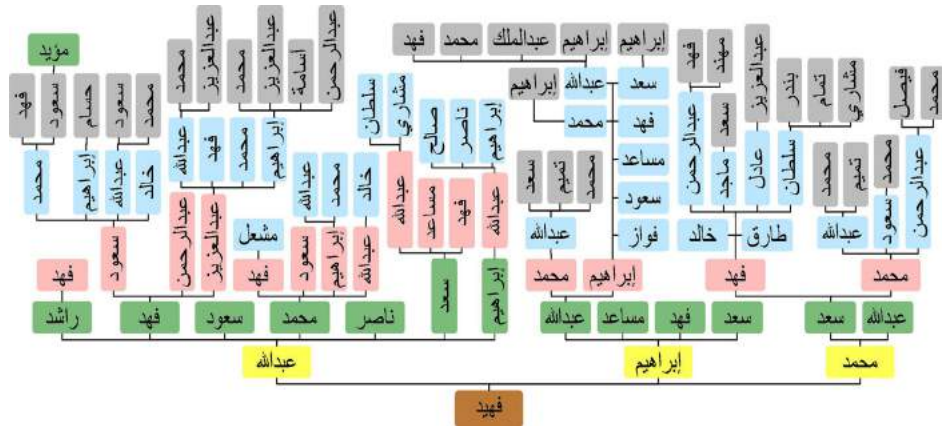 إبراهيم
إبراهيم
عبدالملك
محمد
فهد
مؤيد
فيصل
محمد
مشاري
تمام
بندر
عبدالعزيز
مهند
فهد
سعد
عبدالله
إبراهيم
عبدالرحمن
أسامة
عبدالعزيز
محمد
عبدالعزيز
محمد
محمد
سعود
حسام
سعود
فهد
سعد
فهد
محمد
مشاري
سلطان
مساعد
سعود
فواز
عبدالرحمن
سعود
محمد
تميم
محمد
سلطان
عادل
ماجد
عبدالرحمن
محمد
تميم
سعد
إبراهيم
ناصر
صالح
إبراهيم
محمد
فهد
عبدالله
خالد
عبدالله
إبراهيم
محمد
عبدالله
طارق
خالد
عبدالله
عبدالله
فهد
مساعد
عبدالله
خالد
محمد
عبدالله
مشعل
محمد
فهد
إبراهيم
محمد
عبدالله
إبراهيم
سعود
فهد
عبدالعزيز
عبدالرحمن
سعود
فهد
عبدالله
سعد
سعد
فهد
مساعد
عبدالله
إبراهيم
سعد
ناصر
محمد
سعود
فهد
راشد
محمد
إبراهيم
عبدالله
فهيد